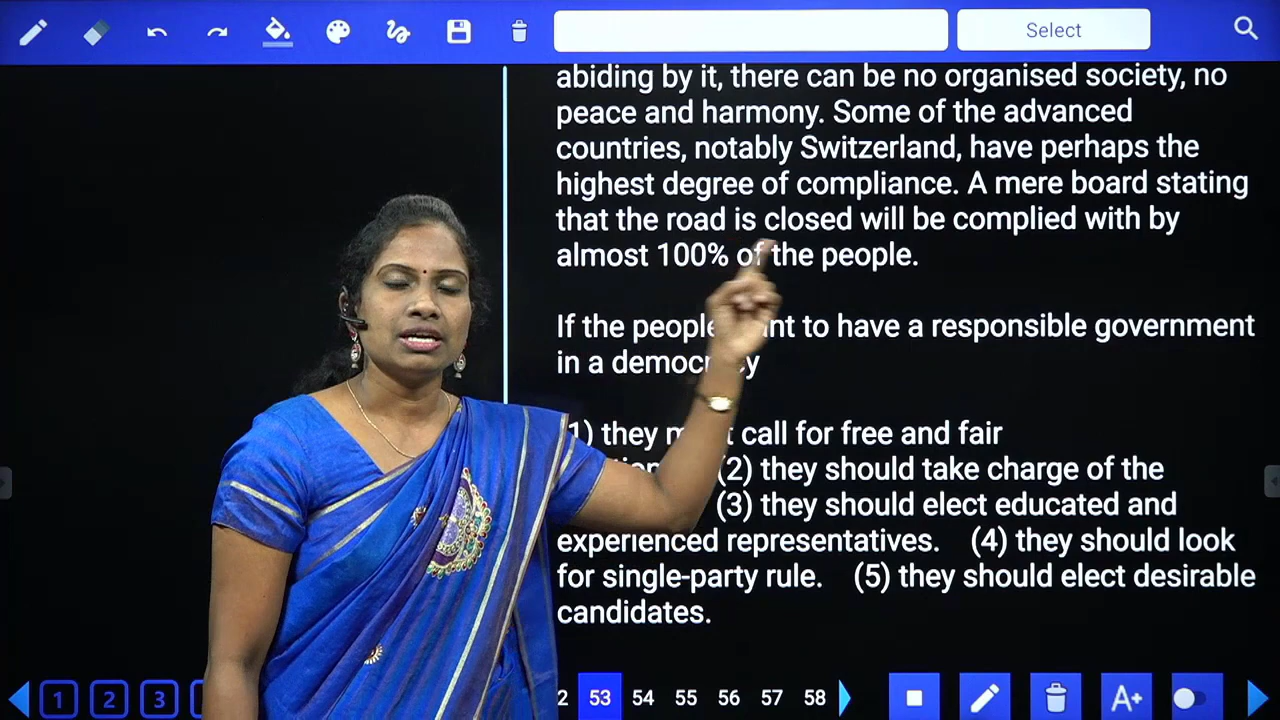 Select
abiding by it, there can be no organised society, no
peace and harmony. Some of the advanced
countries, notably Switzerland, have perhaps the
highest degree of compliance. A mere board stating
that the road is closed will be complied with by
almost 100% of the people.
If the people to have a responsible government
in a democracy
1) they must call for free and fair
(2) they should take charge of the
(3) they should elect educated and
experienced representatives. (4) they should look
for single-party rule. (5) they should elect desirable
candidates.
1 2 3 2 53 54 55 56 57 58 A+